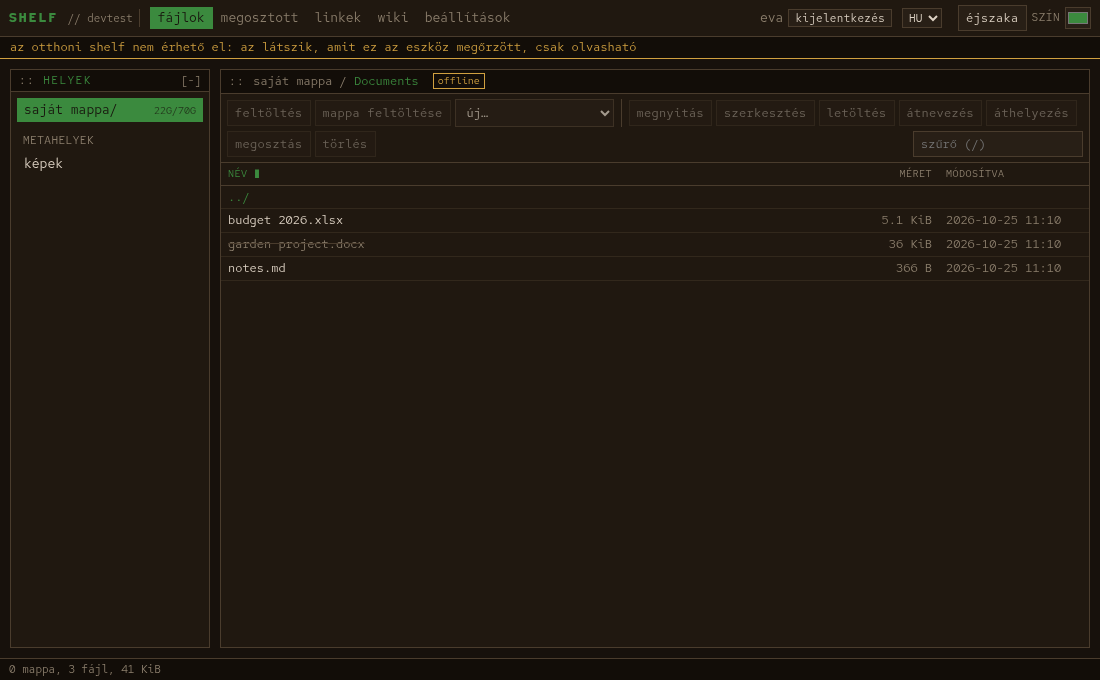 SHELF // devtest fájlok megosztott linkek wiki beállítások eva kijelentkezés HU éjszaka SZÍN
az otthoni shelf nem érhető el: az látszik, amit ez az eszköz megőrzött, csak olvasható
:: HELYEK [-]
saját mappa/ 22G/70G
METAHELYEK
képek
:: saját mappa / Documents offline
feltöltés mappa feltöltése új… megnyitás szerkesztés letöltés átnevezés áthelyezés
megosztás törlés szűrő (/)
NÉV MÉRET MÓDOSÍTVA
../
budget 2026.xlsx 5.1 KiB 2026-10-25 11:10
garden project.docx 36 KiB 2026-10-25 11:10
notes.md 366 B 2026-10-25 11:10
0 mappa, 3 fájl, 41 KiB